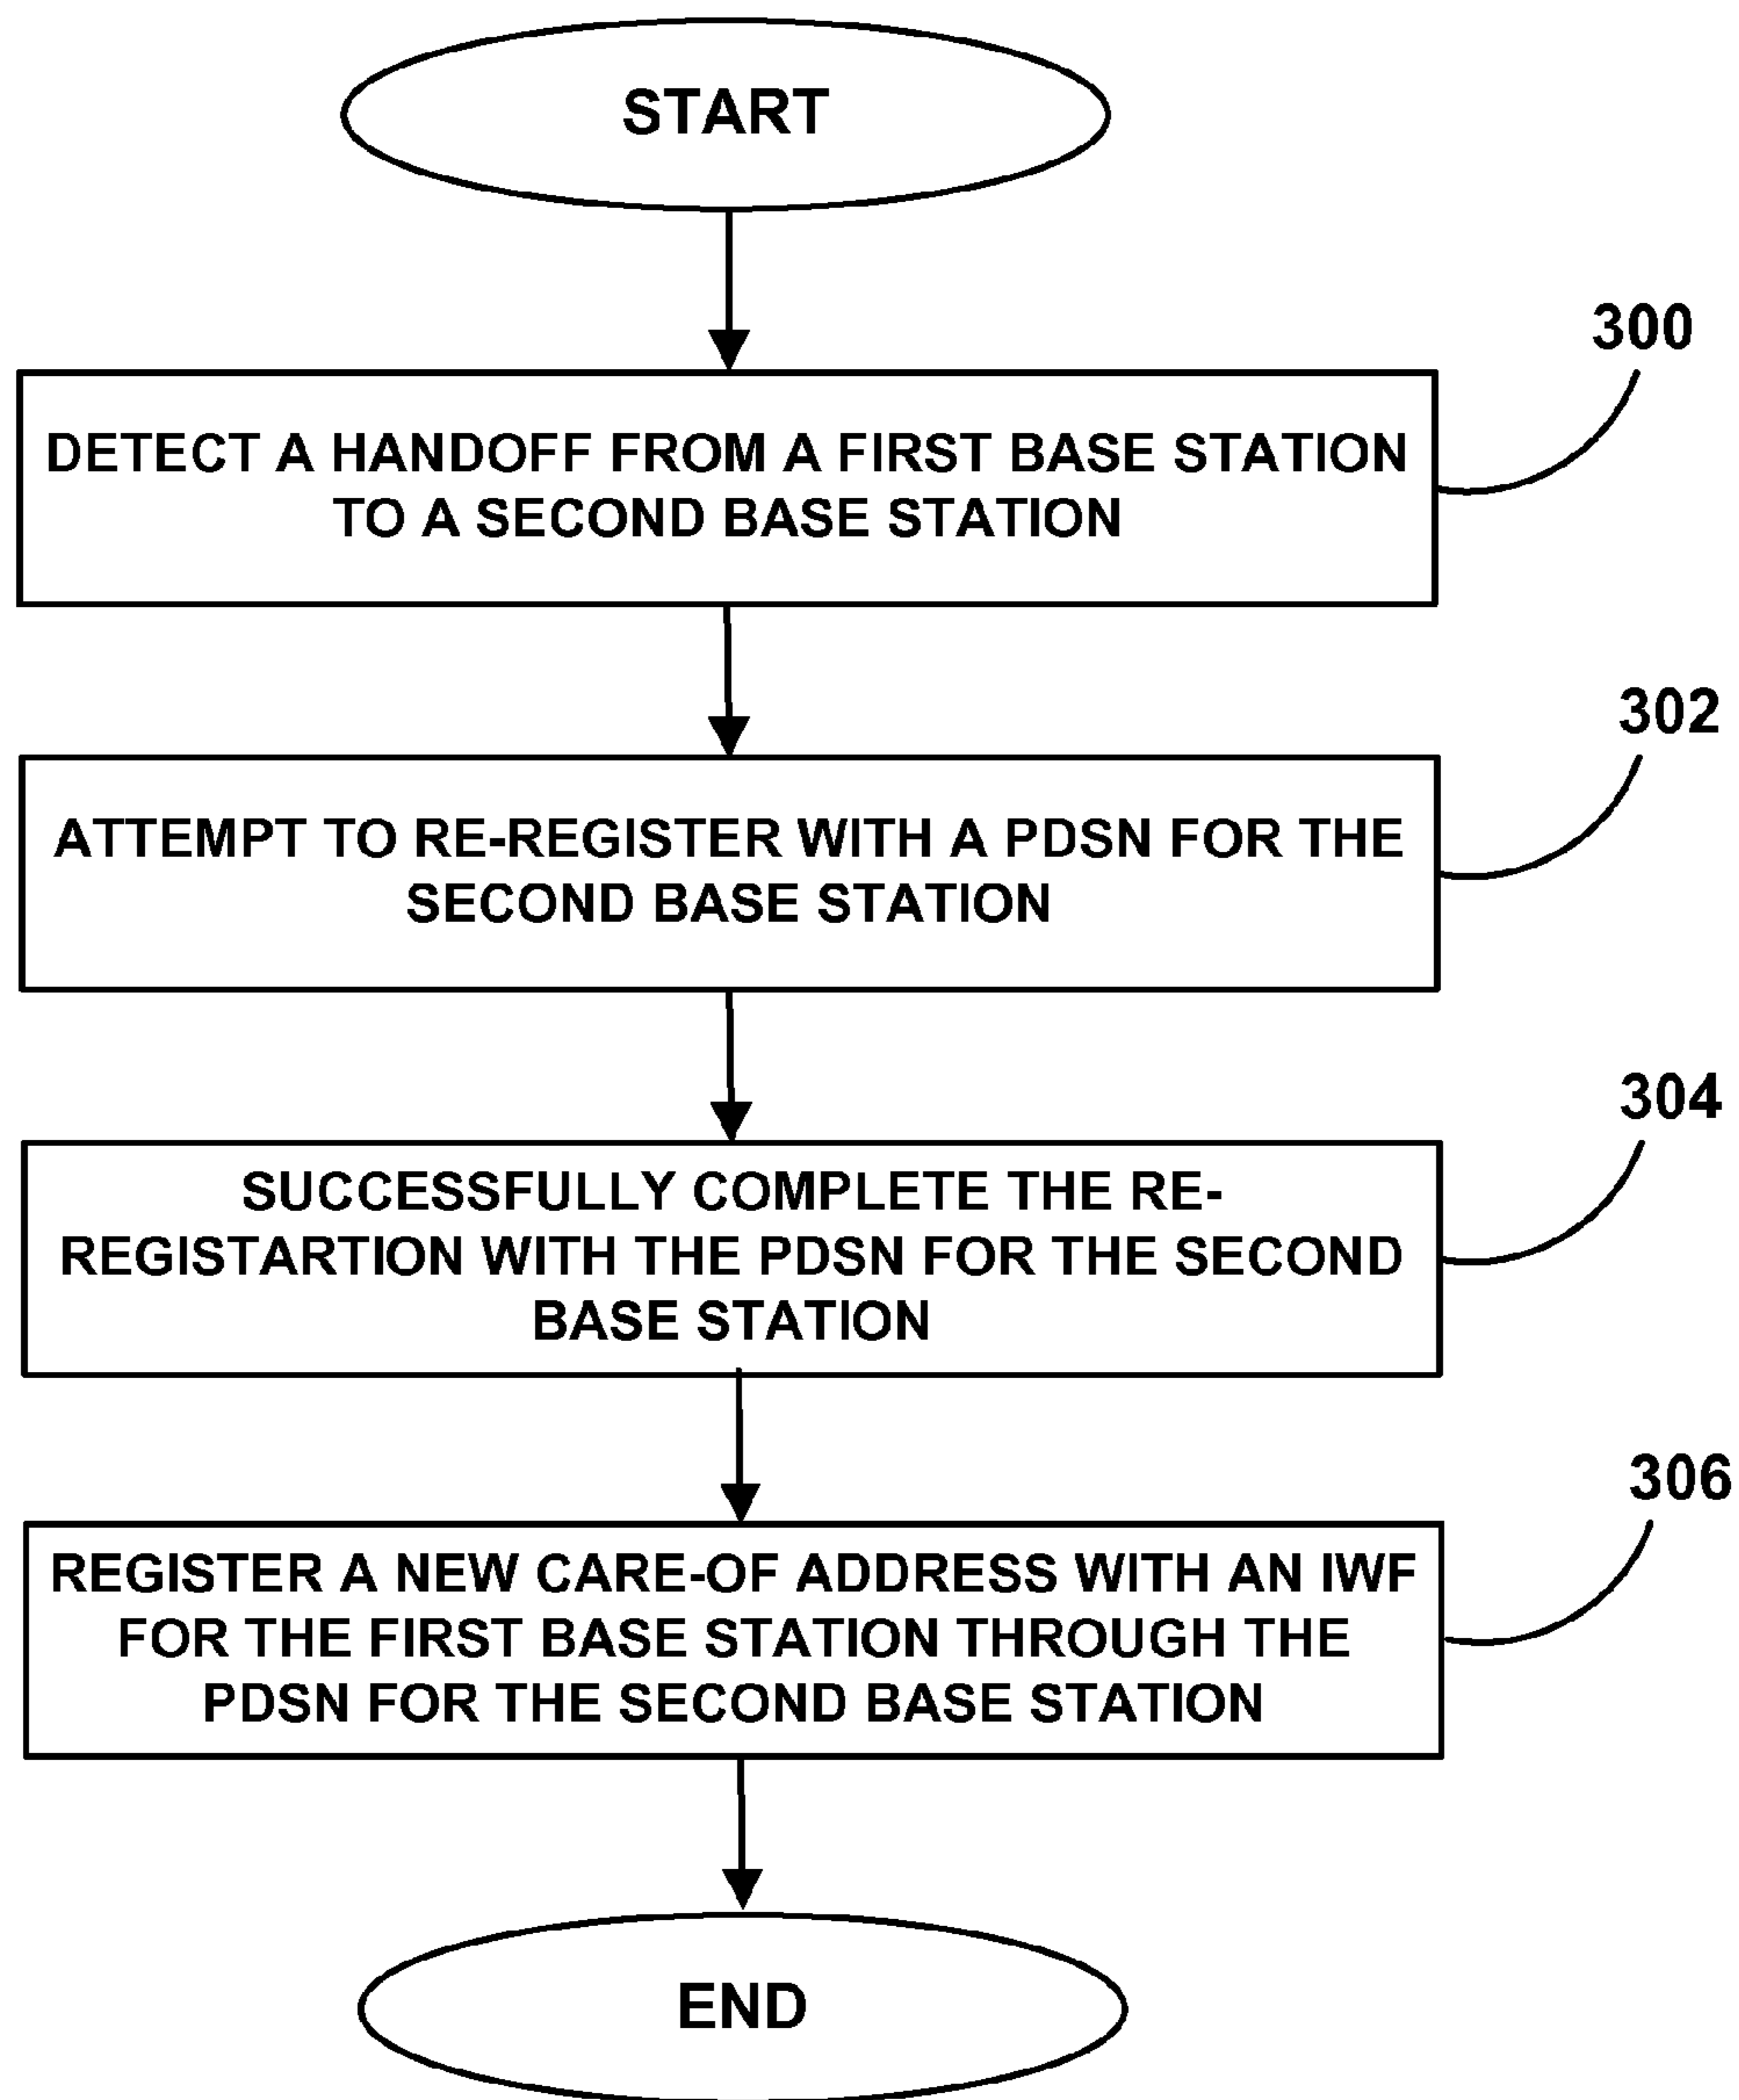 START
300
DETECT A HANDOFF FROM A FIRST BASE STATION
TO A SECOND BASE STATION
302
ATTEMPT TO RE-REGISTER WITH A PDSN FOR THE
SECOND BASE STATION
304
SUCCESSFULLY COMPLETE THE RE-
REGISTARTION WITH THE PDSN FOR THE SECOND
BASE STATION
306
REGISTER A NEW CARE-OF ADDRESS WITH AN IWF
FOR THE FIRST BASE STATION THROUGH THE
PDSN FOR THE SECOND BASE STATION
END